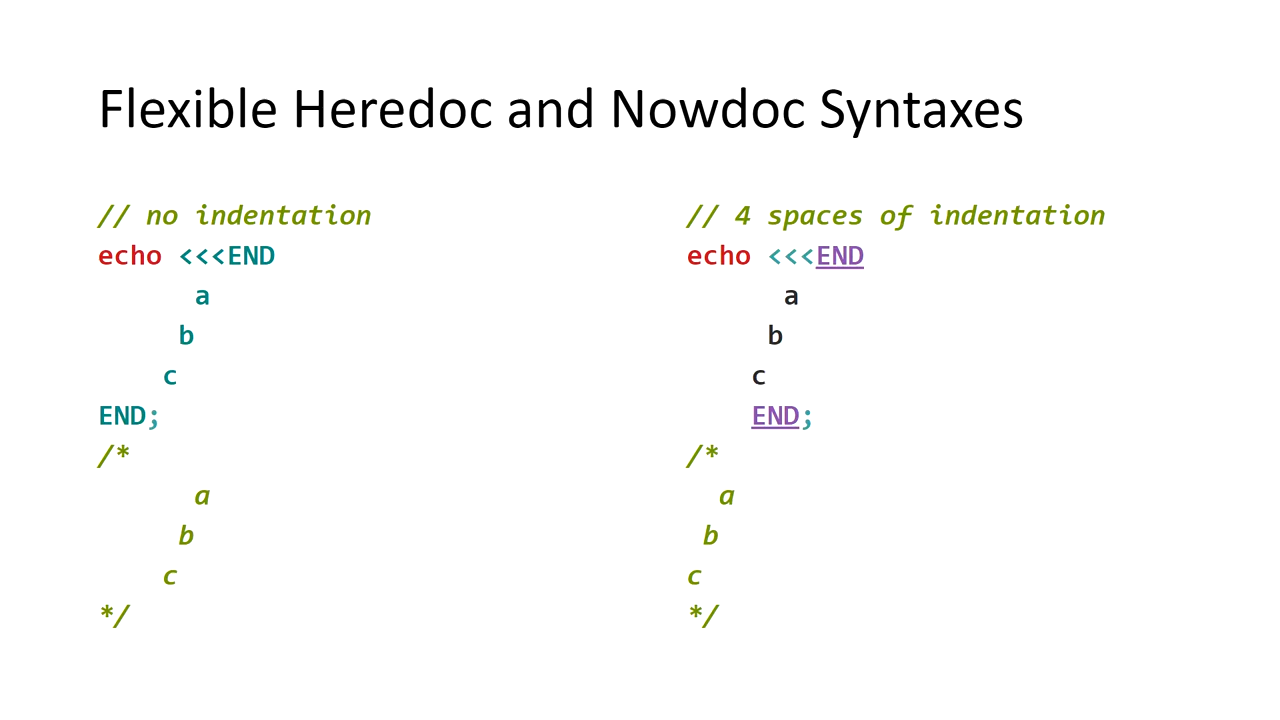 Flexible Heredoc and Nowdoc Syntaxes
// no indentation
echo <<<END
      a
     b
    c
END;
/*
      a
     b
    c
*/
// 4 spaces of indentation
echo <<<END
      a
     b
    c
    END;
/*
  a
 b
c
*/